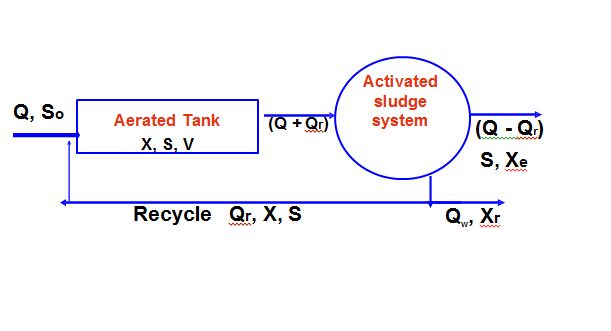 Q, So
Aerated Tank
X, S, V
(Q + Qr)
Activated
sludge
system
(Q - Qr)
S, Xe
Recycle Qr, X, S
Qw, Xr